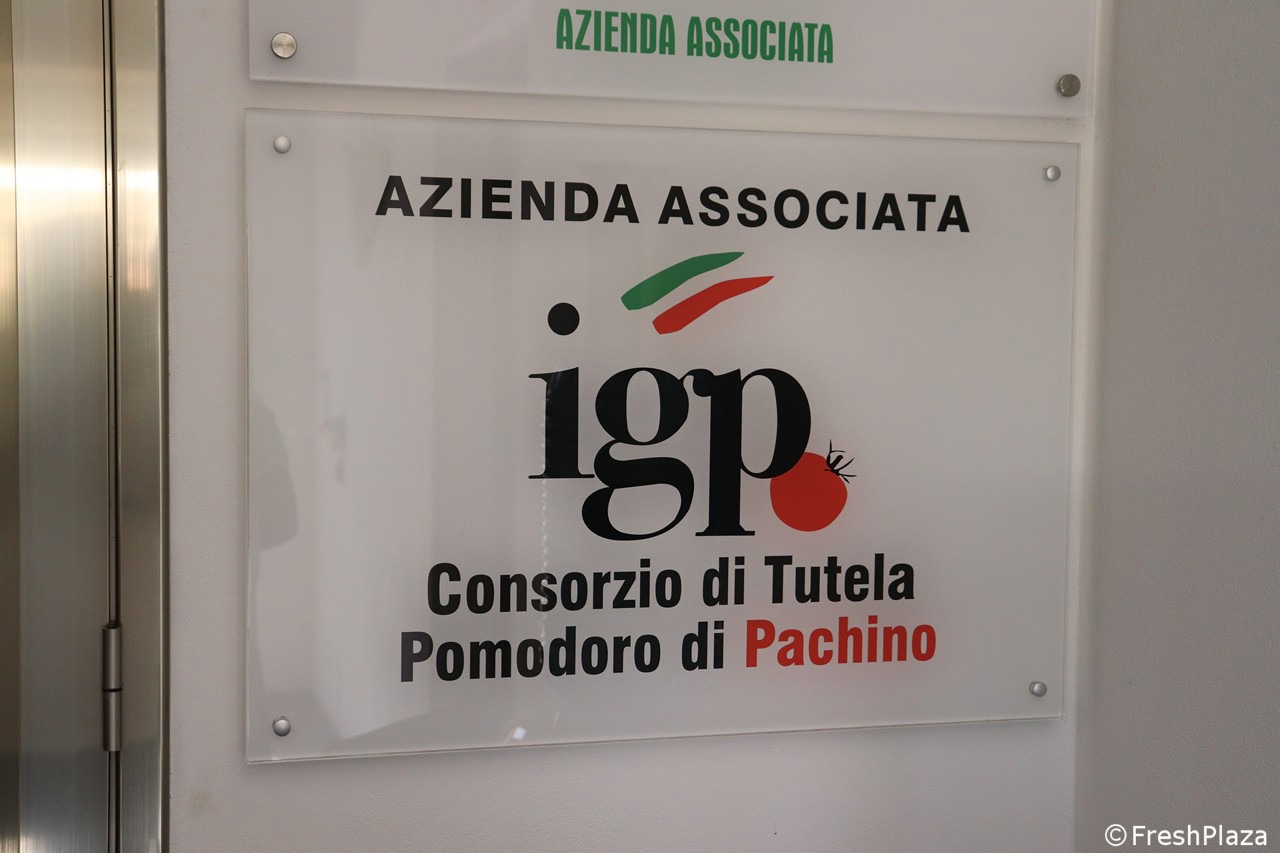 AZIENDA ASSOCIATA
AZIENDA ASSOCIATA
igp
Consorzio di Tutela
Pomodoro di Pachino
©FreshPlaza